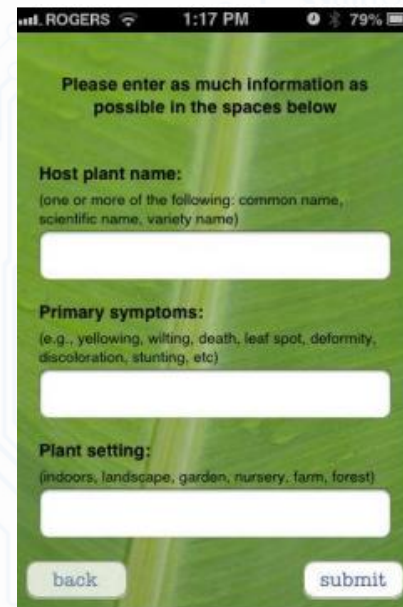 ROGERS 1:17 PM 79%
Please enter as much information as
possible in the spaces below
Host plant name:
(one or more of the following: common name,
scientific name, variety name)
Primary symptoms:
(e.g., yellowing, wilting, death, leaf spot, deformity,
discoloration, stunting, etc)
Plant setting:
(indoors, landscape, garden, nursery, farm, forest)
back submit